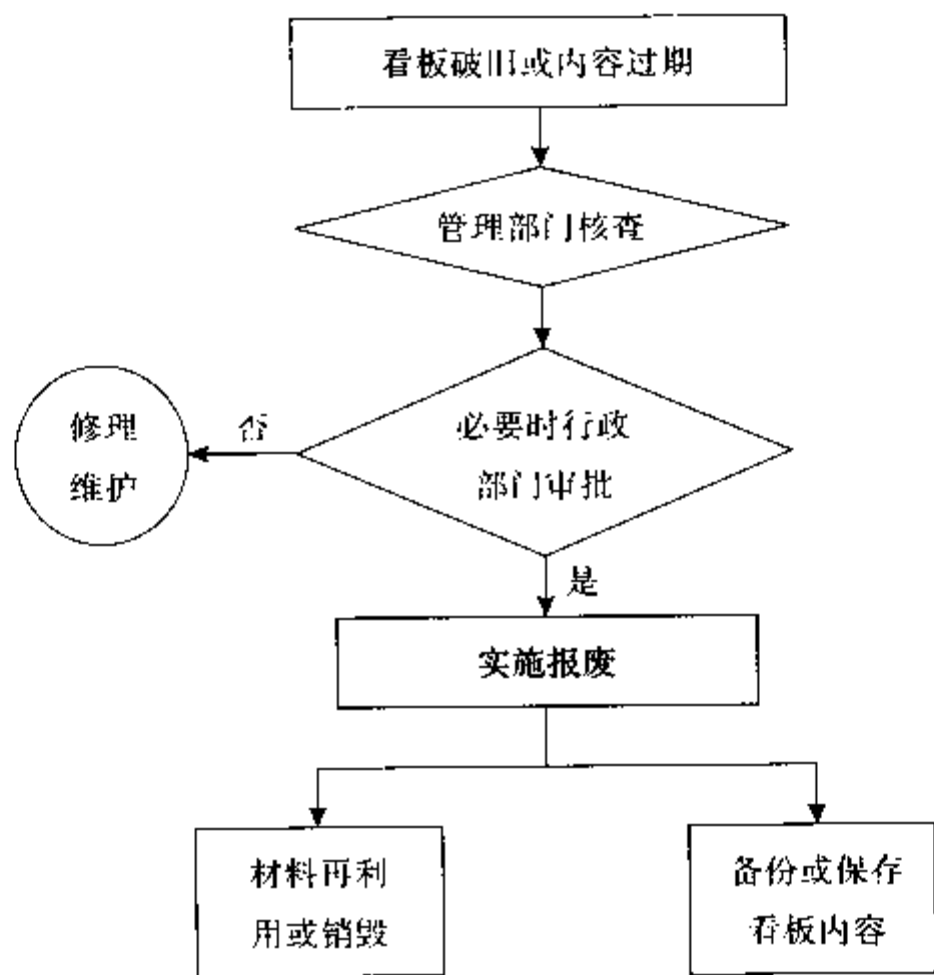 看板破旧或内容过期
管理部门核查
必要时行政
部门审批
否
修理
维护
是
实施报废
材料再利
用或销毁
备份或保存
看板内容